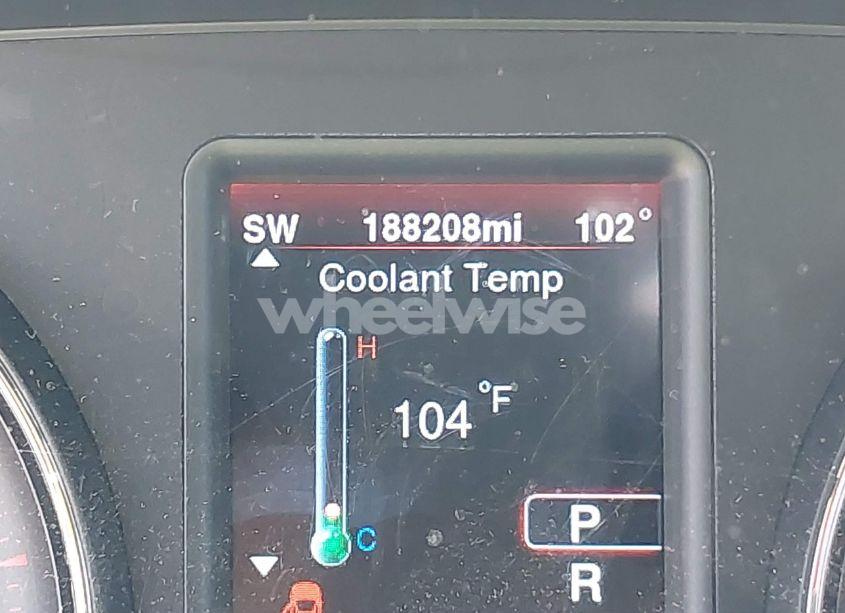 SW 188208mi 102°
Coolant Temp
wheelwise
H
104 °F
C
P
R